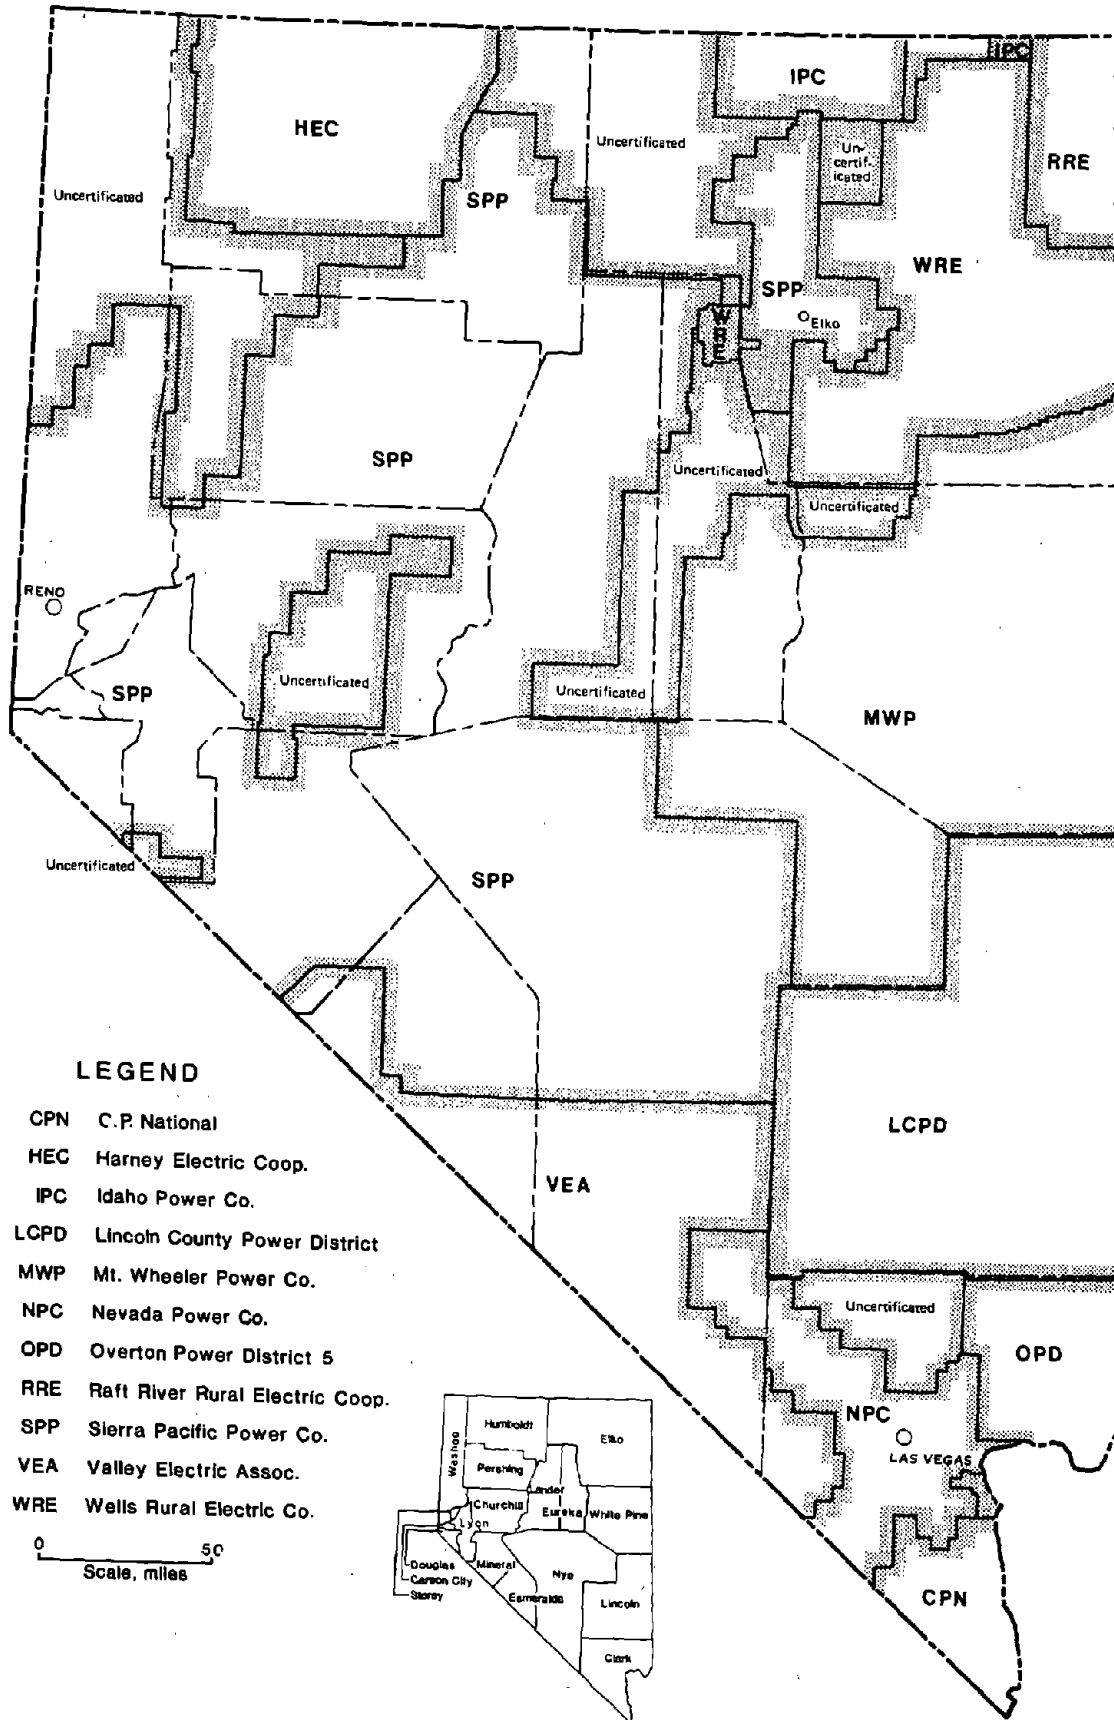 IPC
IPC
HEC
Uncertificated
Un-
certif-
icated
RRE
Uncertificated
SPP
WRE
SPP
Elko
WRE
SPP
Uncertificated
Uncertificated
RENO
Uncertificated
Uncertificated
SPP
MWP
Uncertificated
SPP
LEGEND
CPN C.P. National
HEC Harney Electric Coop.
IPC Idaho Power Co.
LCPD Lincoln County Power District
MWP Mt. Wheeler Power Co.
NPC Nevada Power Co.
OPD Overton Power District 5
RRE Raft River Rural Electric Coop.
SPP Sierra Pacific Power Co.
VEA Valley Electric Assoc.
WRE Wells Rural Electric Co.
0 50
Scale, miles
LCPD
VEA
Uncertificated
OPD
NPC
LAS VEGAS
CPN
Washoe
Humboldt
Elko
Pershing
Lander
Churchill
Eureka
White Pine
Lyon
Douglas
Carson City
Storey
Mineral
Nye
Esmeralda
Lincoln
Clark